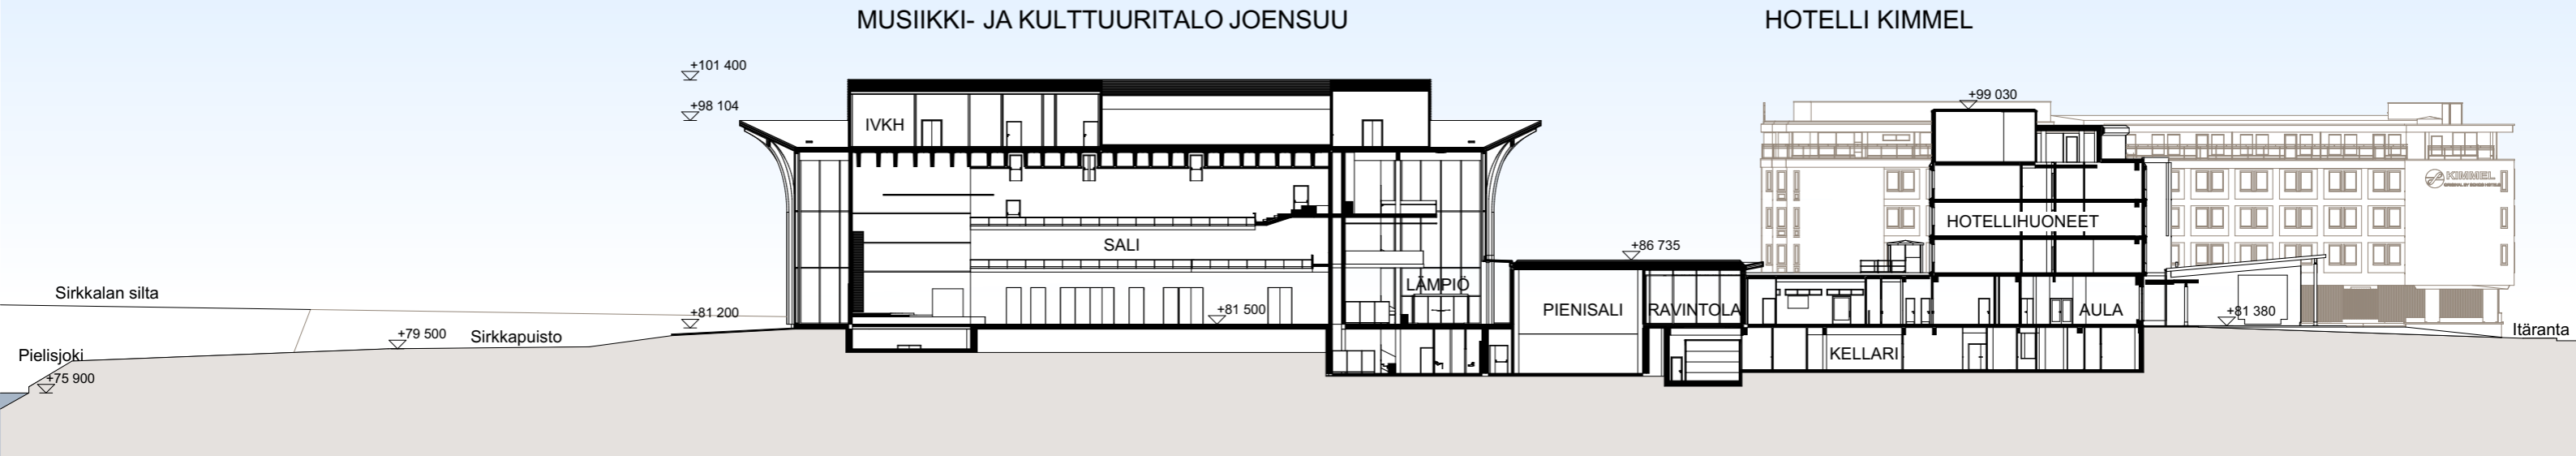 MUSIIKKI- JA KULTTUURITALO JOENSUU
HOTELLI KIMMEL
+101 400
+98 104
+99 030
IVKH
KIMMEL
HOTELLIHUONEET
SALI
+86 735
LÄMPIÖ
Sirkkalan silta
+81 200
+81 500
PIENISALI
RAVINTOLA
AULA
+81 380
+79 500
Sirkkapuisto
Itäranta
Pielisjoki
KELLARI
+75 900